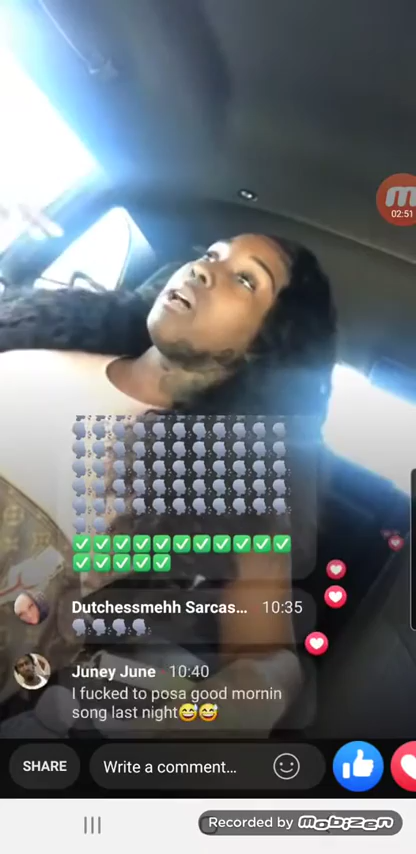 02:51
Dutchessmehh Sarcas... 10:35
Juney June 10:40
I fucked to posa good mornin
song last night😅😅
SHARE
Write a comment...
Recorded by mobizen